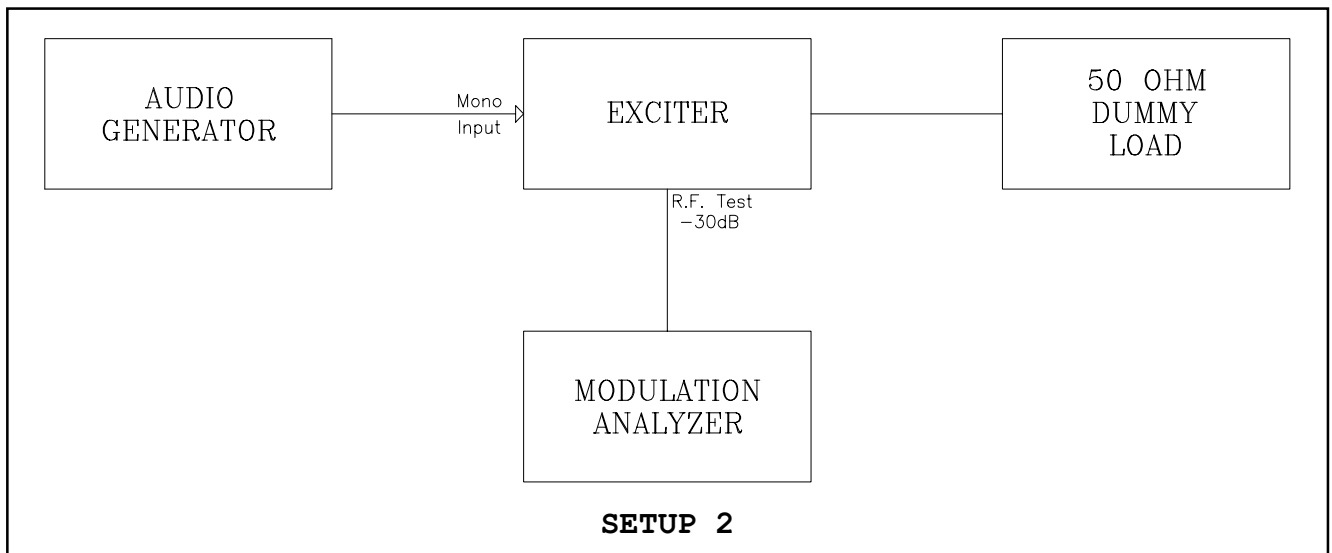 AUDIO
GENERATOR
Mono
Input
EXCITER
50 OHM
DUMMY
LOAD
R.F. Test
-30dB
MODULATION
ANALYZER
SETUP 2